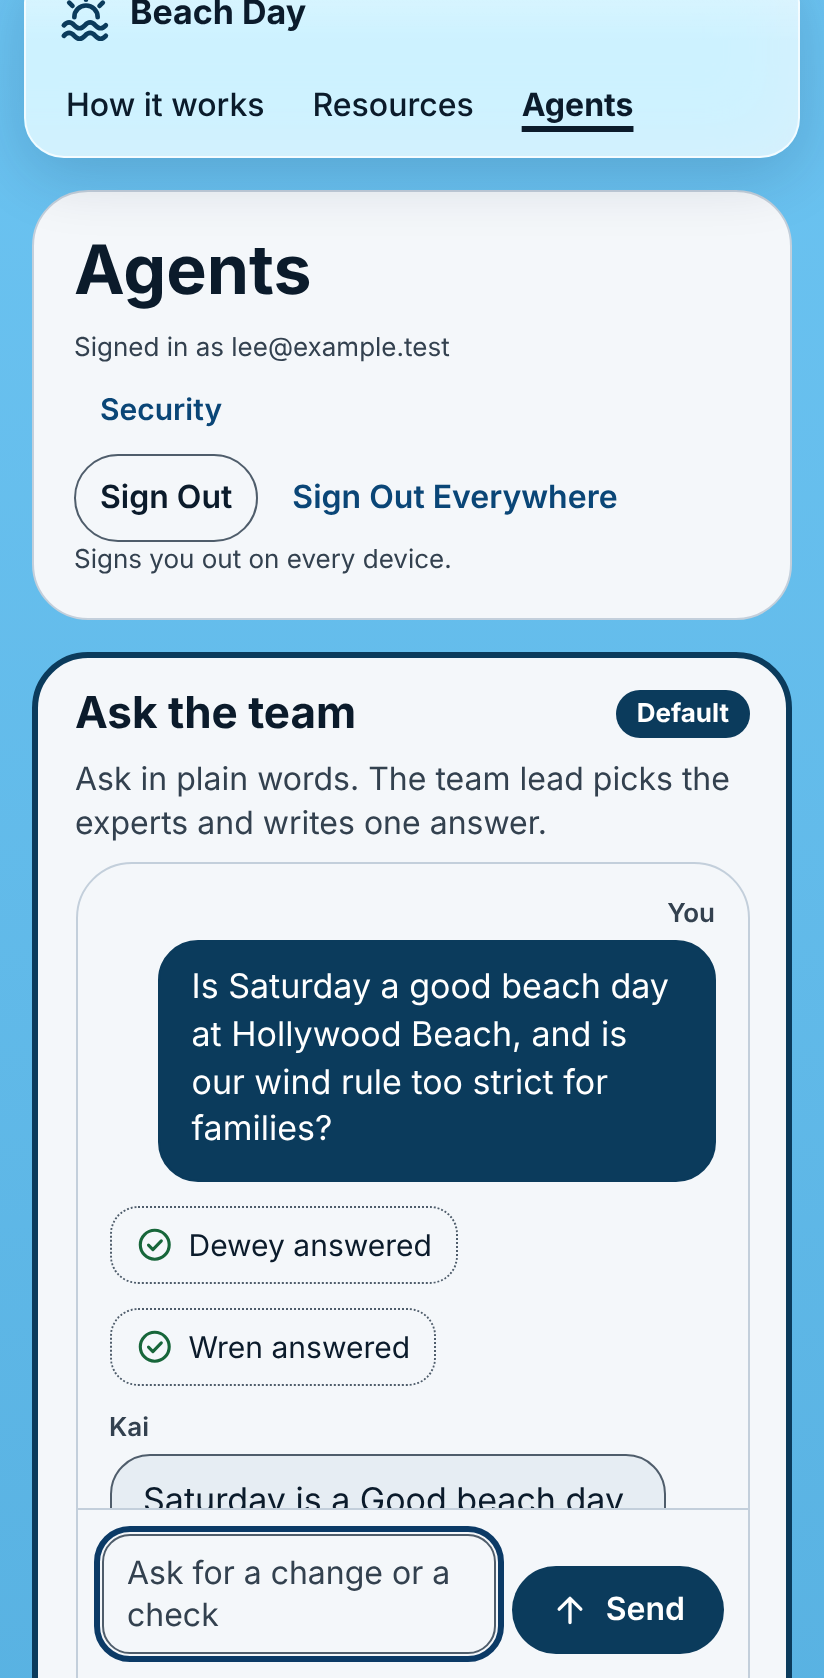 Beach Day
How it works Resources Agents
Agents
Signed in as lee@example.test
Security
Sign Out Sign Out Everywhere
Signs you out on every device.
Ask the team Default
Ask in plain words. The team lead picks the
experts and writes one answer.
You
Is Saturday a good beach day
at Hollywood Beach, and is
our wind rule too strict for
families?
Dewey answered
Wren answered
Kai
Saturday is a Good beach day
Ask for a change or a
check
Send